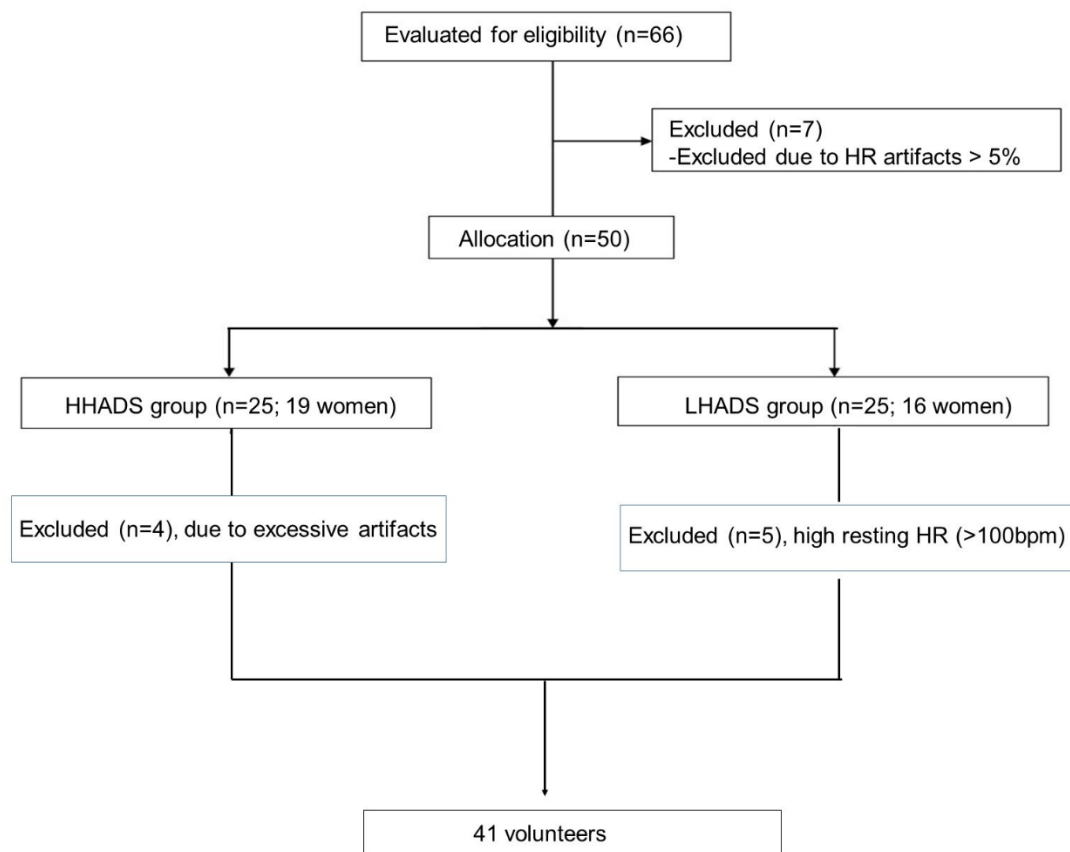 Evaluated for eligibility (n=66)
Excluded (n=7)
-Excluded due to HR artifacts > 5%
Allocation (n=50)
HHADS group (n=25; 19 women)
LHADS group (n=25; 16 women)
Excluded (n=4), due to excessive artifacts
Excluded (n=5), high resting HR (>100bpm)
41 volunteers